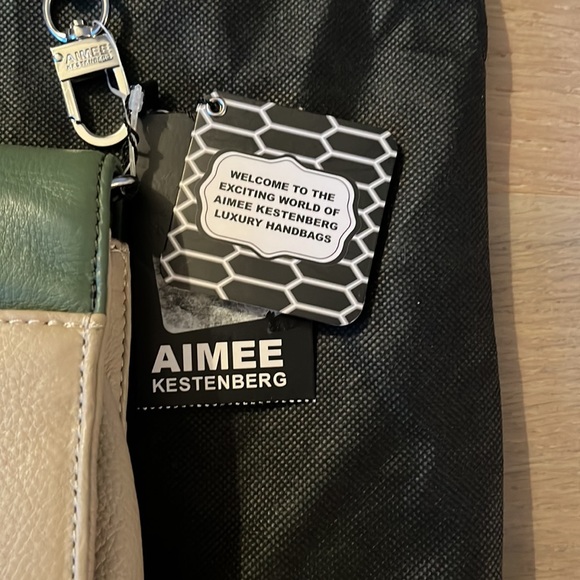 AIMEE
KESTENBERG
WELCOME TO THE
EXCITING WORLD OF
AIMEE KESTENBERG
LUXURY HANDBAGS
AIMEE
KESTENBERG